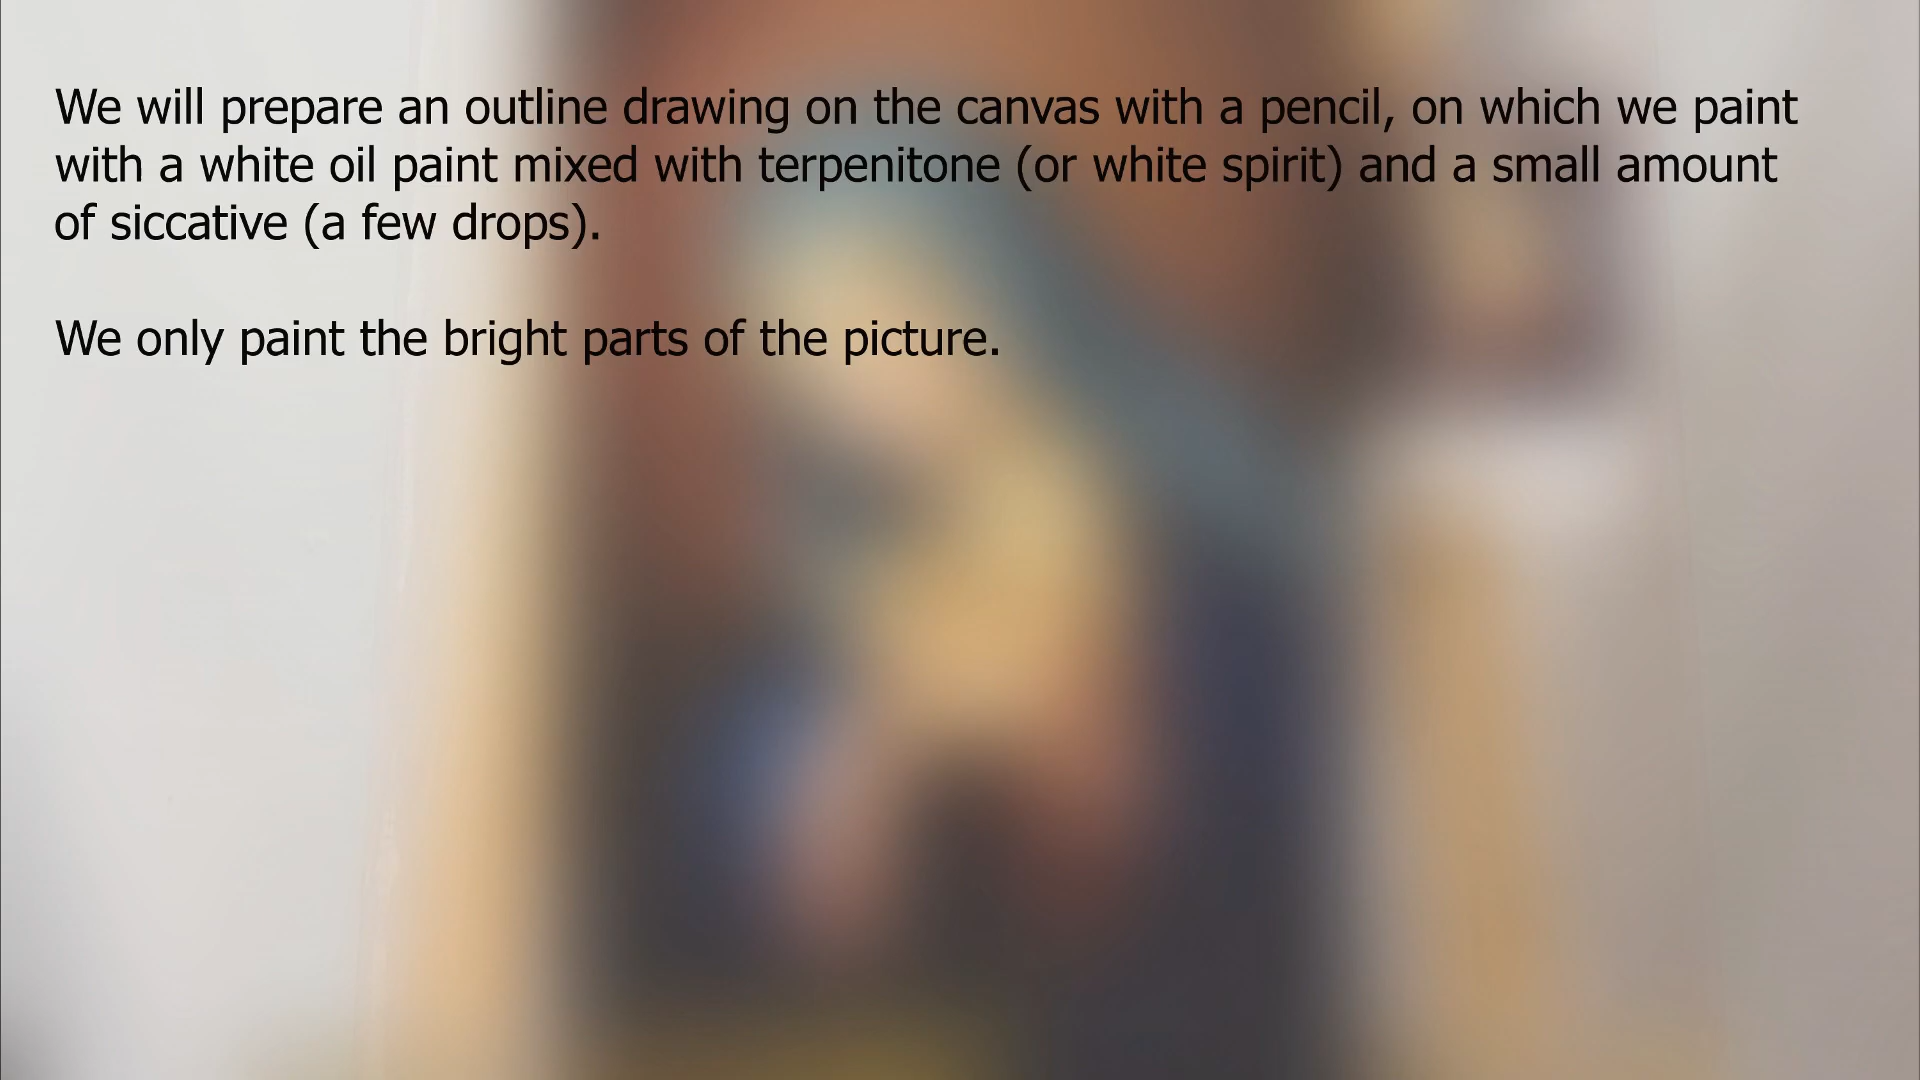 We will prepare an outline drawing on the canvas with a pencil, on which we paint
with a white oil paint mixed with terpenitone (or white spirit) and a small amount
of siccative (a few drops).
We only paint the bright parts of the picture.